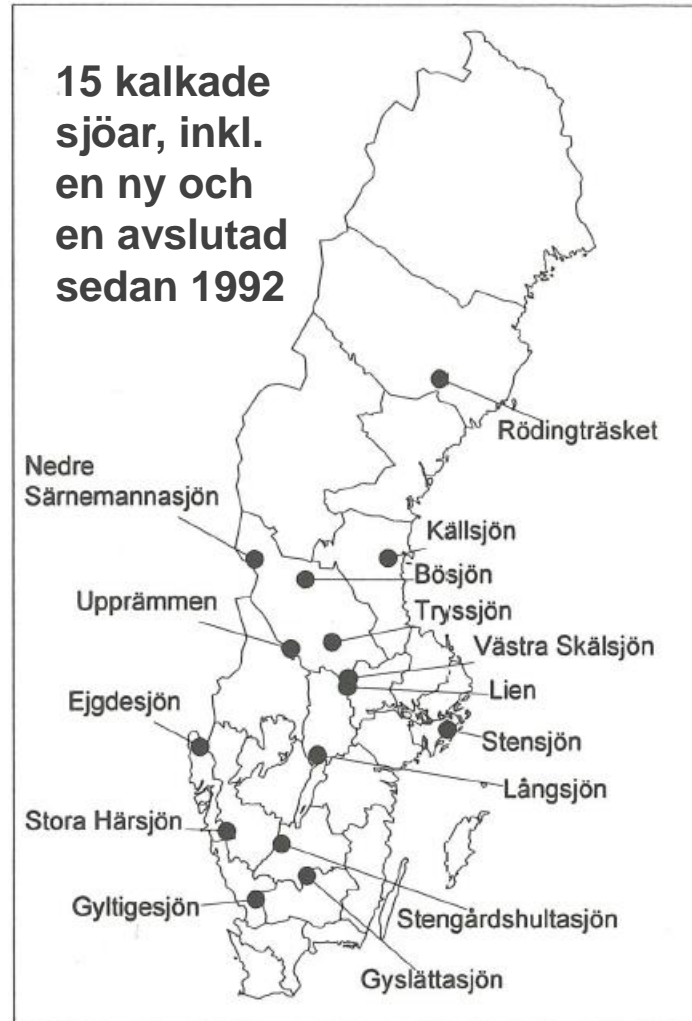 15 kalkade
sjöar, inkl.
en ny och
en avslutad
sedan 1992
Rödingträsket
Nedre
Särnemannasjön
Källsjön
Bösjön
Upprämmen
Tryssjön
Västra Skälsjön
Lien
Ejgdesjön
Stensjön
Långsjön
Stora Härsjön
Gyltigesjön
Stengårdshultasjön
Gyslättasjön